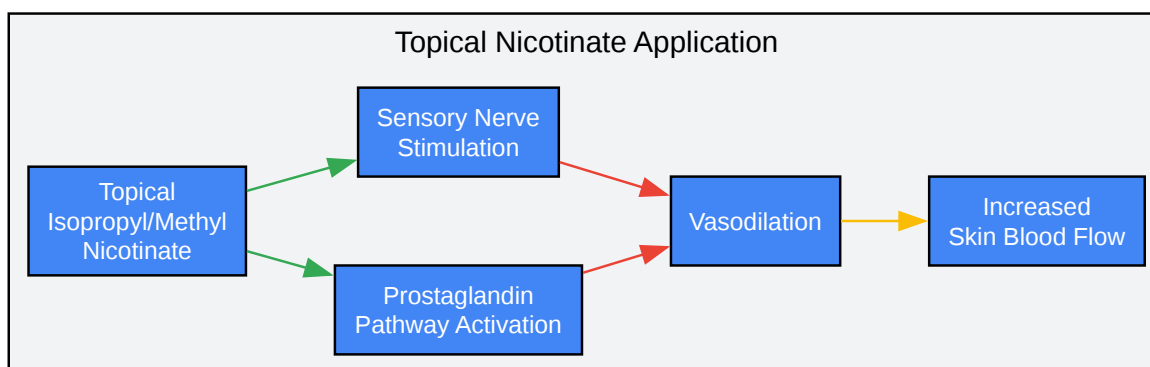 Topical Nicotinate Application
Topical
Isopropyl/Methyl
Nicotinate
Sensory Nerve
Stimulation
Prostaglandin
Pathway Activation
Vasodilation
Increased
Skin Blood Flow